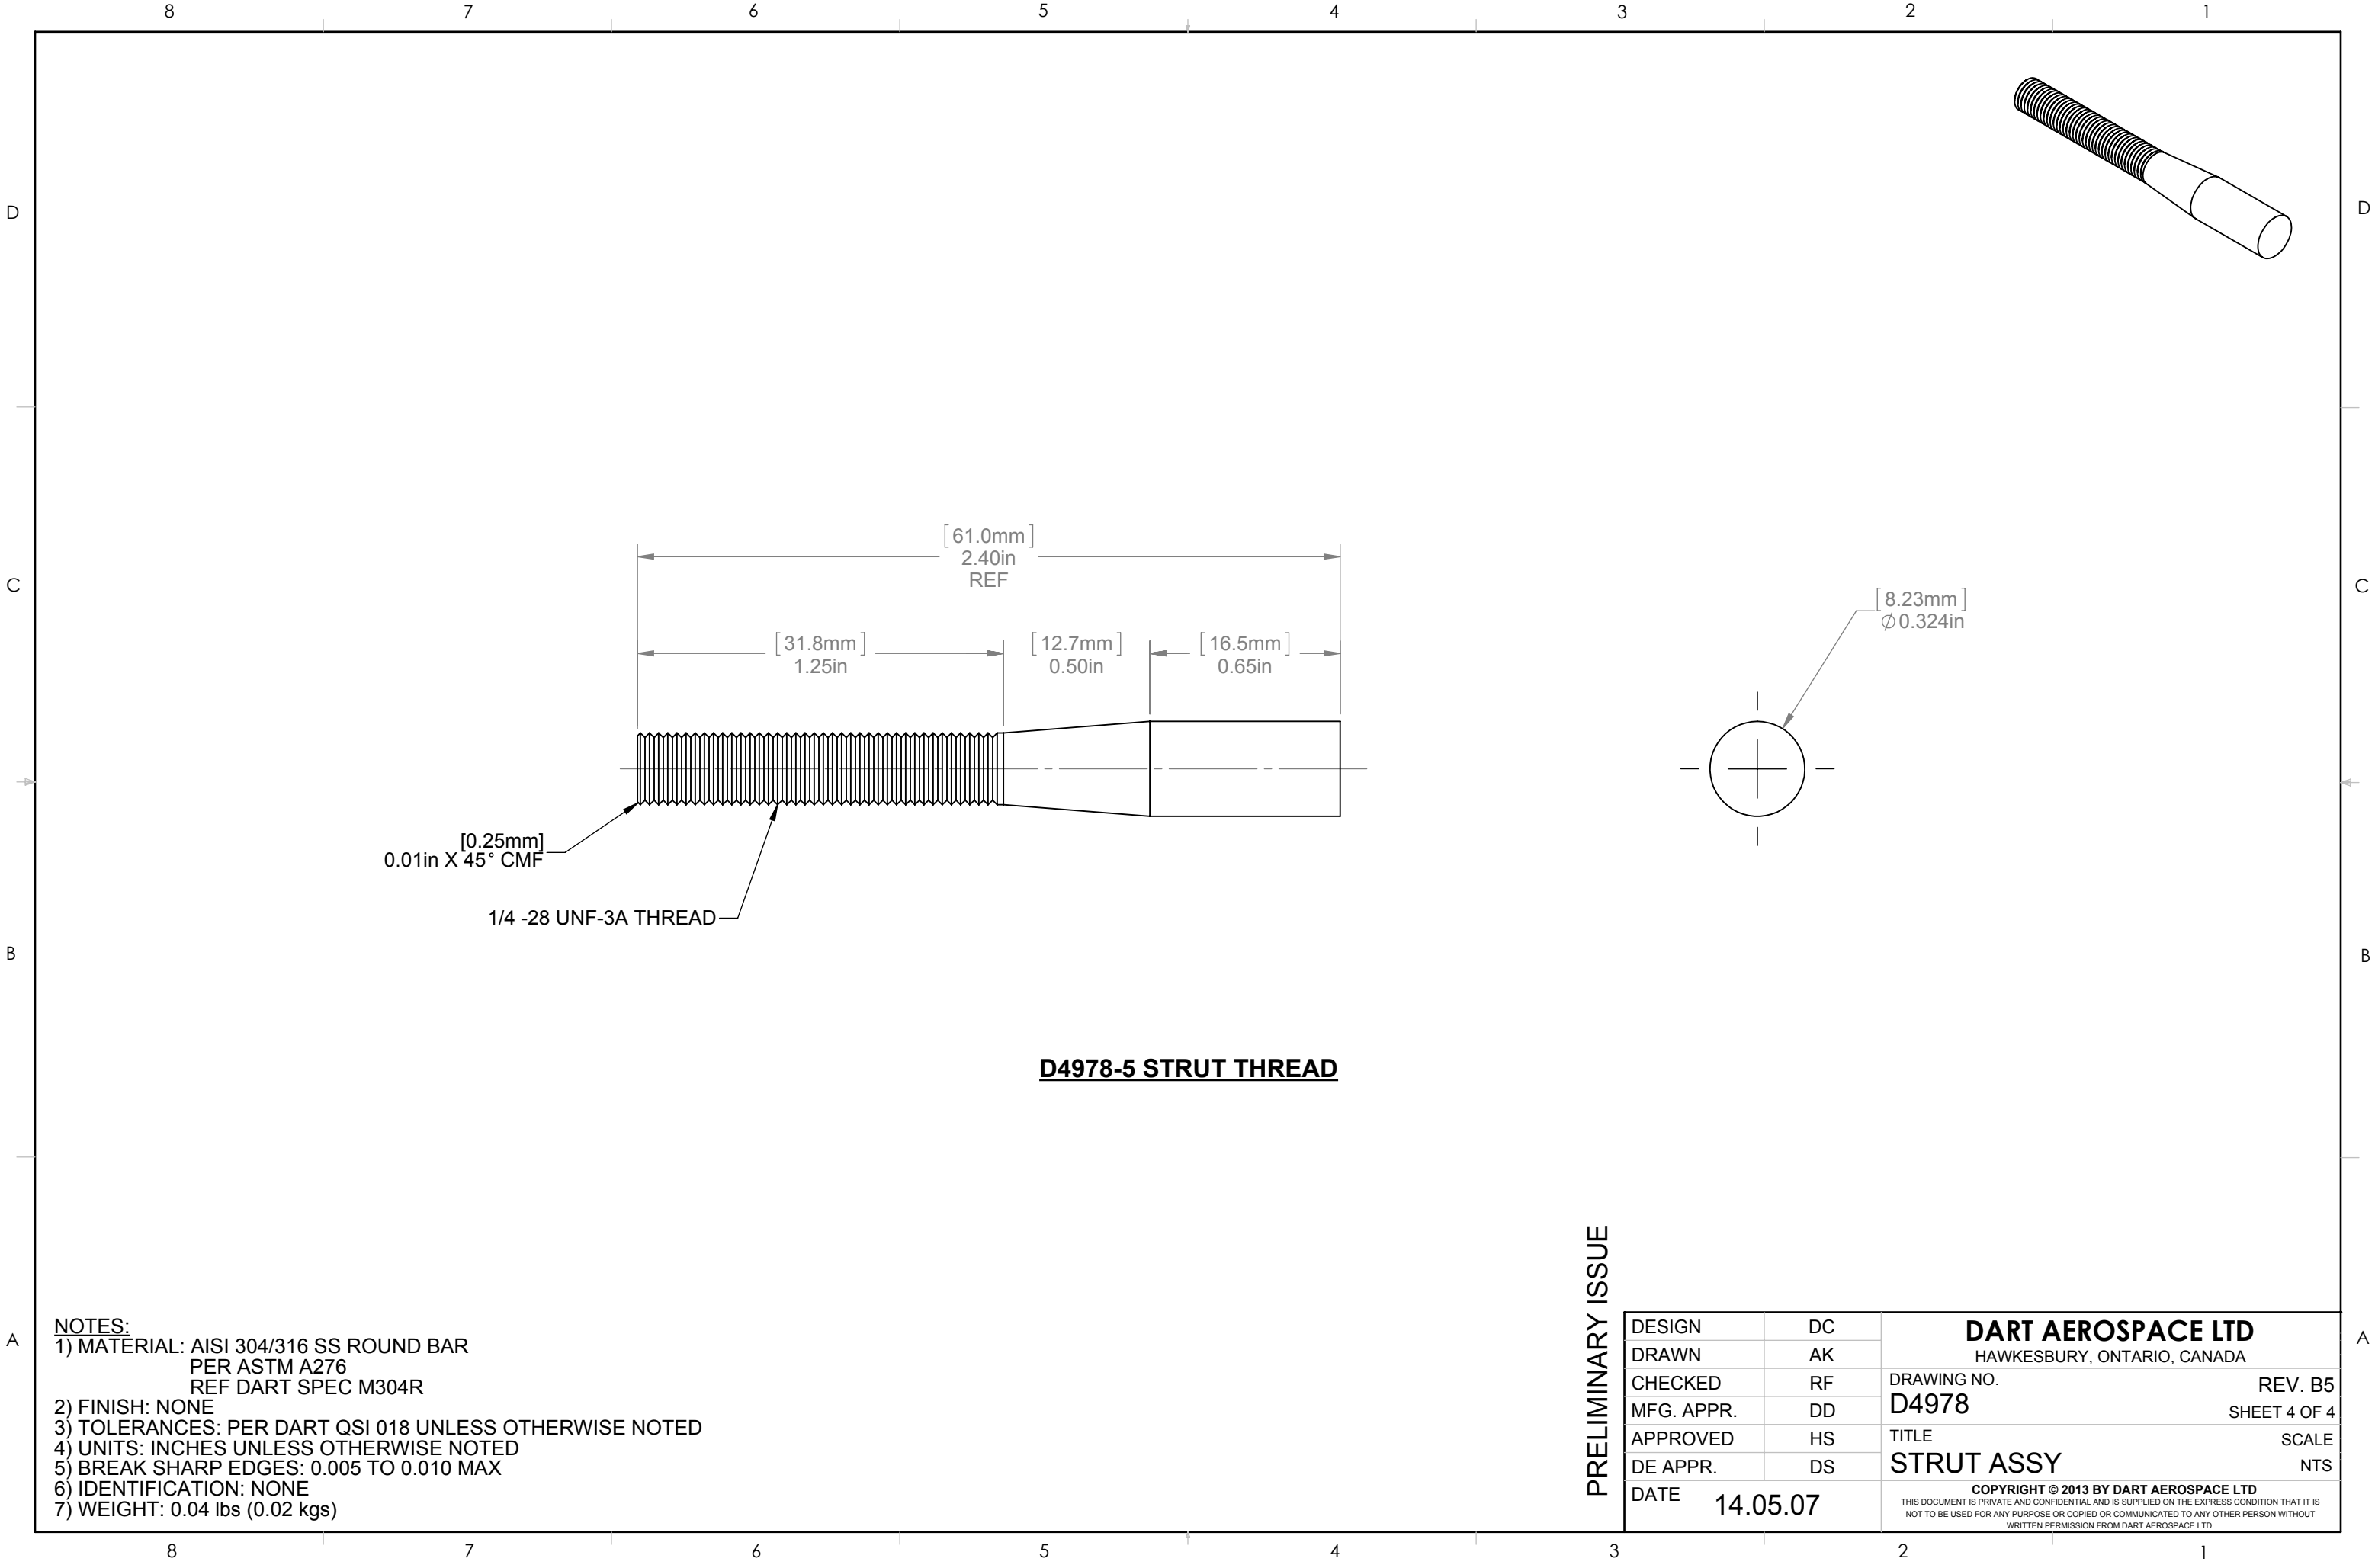 8 7 6 5 4 3 2 1
D D
[61.0mm]
2.40in
REF
C C
[8.23mm]
Ø0.324in
[31.8mm] [12.7mm] [16.5mm]
1.25in 0.50in 0.65in
[0.25mm]
0.01in X 45° CMF
1/4 -28 UNF-3A THREAD
B B
D4978-5 STRUT THREAD
PRELIMINARY ISSUE
A A
NOTES:
1) MATERIAL: AISI 304/316 SS ROUND BAR
PER ASTM A276
REF DART SPEC M304R
2) FINISH: NONE
3) TOLERANCES: PER DART QSI 018 UNLESS OTHERWISE NOTED
4) UNITS: INCHES UNLESS OTHERWISE NOTED
5) BREAK SHARP EDGES: 0.005 TO 0.010 MAX
6) IDENTIFICATION: NONE
7) WEIGHT: 0.04 lbs (0.02 kgs)
DESIGN DC
DRAWN AK
CHECKED RF
MFG. APPR. DD
APPROVED HS
DE APPR. DS
DATE 14.05.07
DART AEROSPACE LTD
HAWKESBURY, ONTARIO, CANADA
DRAWING NO. REV. B5
D4978 SHEET 4 OF 4
TITLE SCALE
STRUT ASSY NTS
COPYRIGHT © 2013 BY DART AEROSPACE LTD
THIS DOCUMENT IS PRIVATE AND CONFIDENTIAL AND IS SUPPLIED ON THE EXPRESS CONDITION THAT IT IS
NOT TO BE USED FOR ANY PURPOSE OR COPIED OR COMMUNICATED TO ANY OTHER PERSON WITHOUT
WRITTEN PERMISSION FROM DART AEROSPACE LTD.
8 7 6 5 4 3 2 1